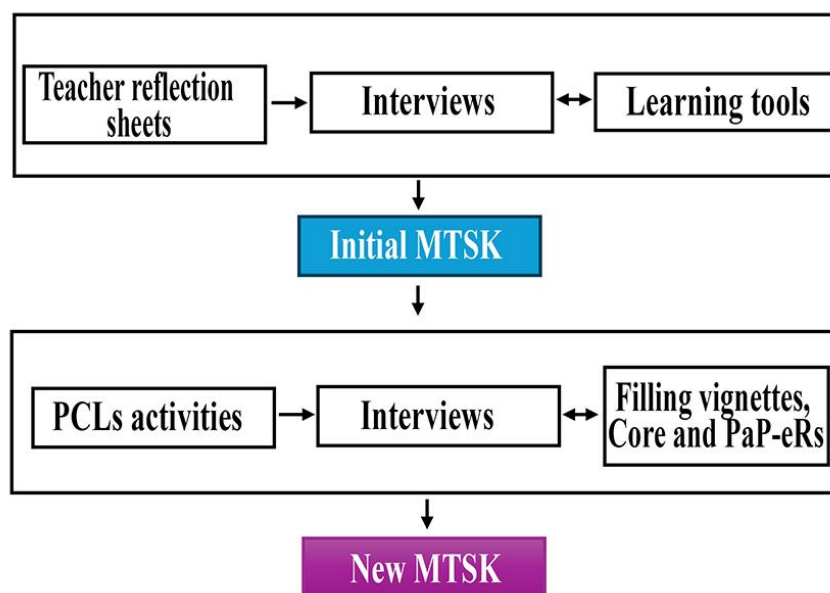 Teacher reflection
sheets
Interviews
Learning tools
Initial MTSK
PCLs activities
Interviews
Filling vignettes,
Core and PaP-eRs
New MTSK